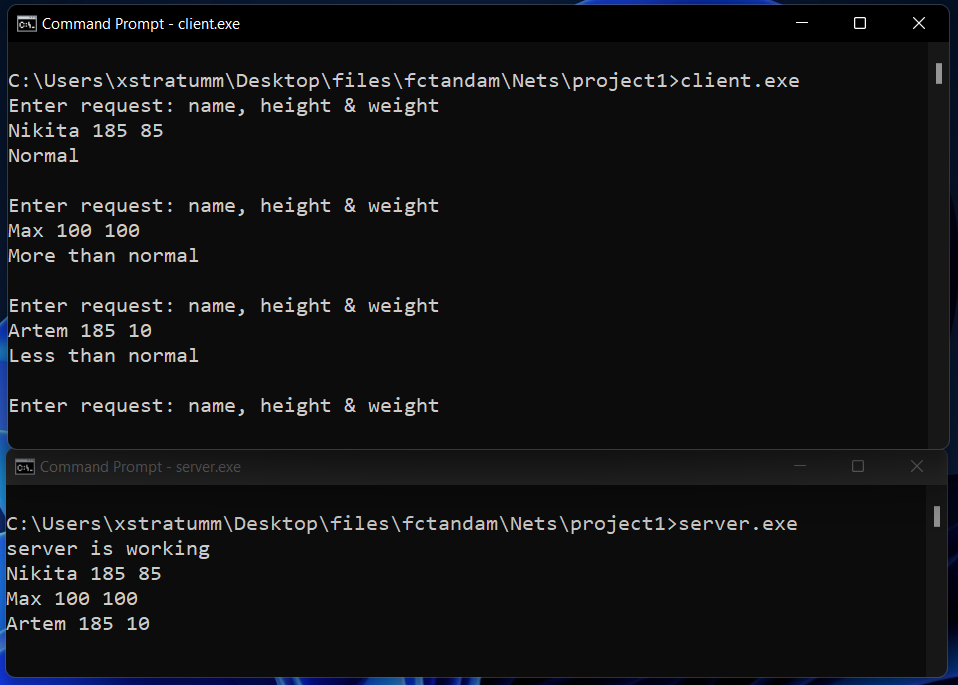 Command Prompt - client.exe
C:\Users\xstratumm\Desktop\files\fctandam\Nets\project1>client.exe
Enter request: name, height & weight
Nikita 185 85
Normal
Enter request: name, height & weight
Max 100 100
More than normal
Enter request: name, height & weight
Artem 185 10
Less than normal
Enter request: name, height & weight
Command Prompt - server.exe
C:\Users\xstratumm\Desktop\files\fctandam\Nets\project1>server.exe
server is working
Nikita 185 85
Max 100 100
Artem 185 10